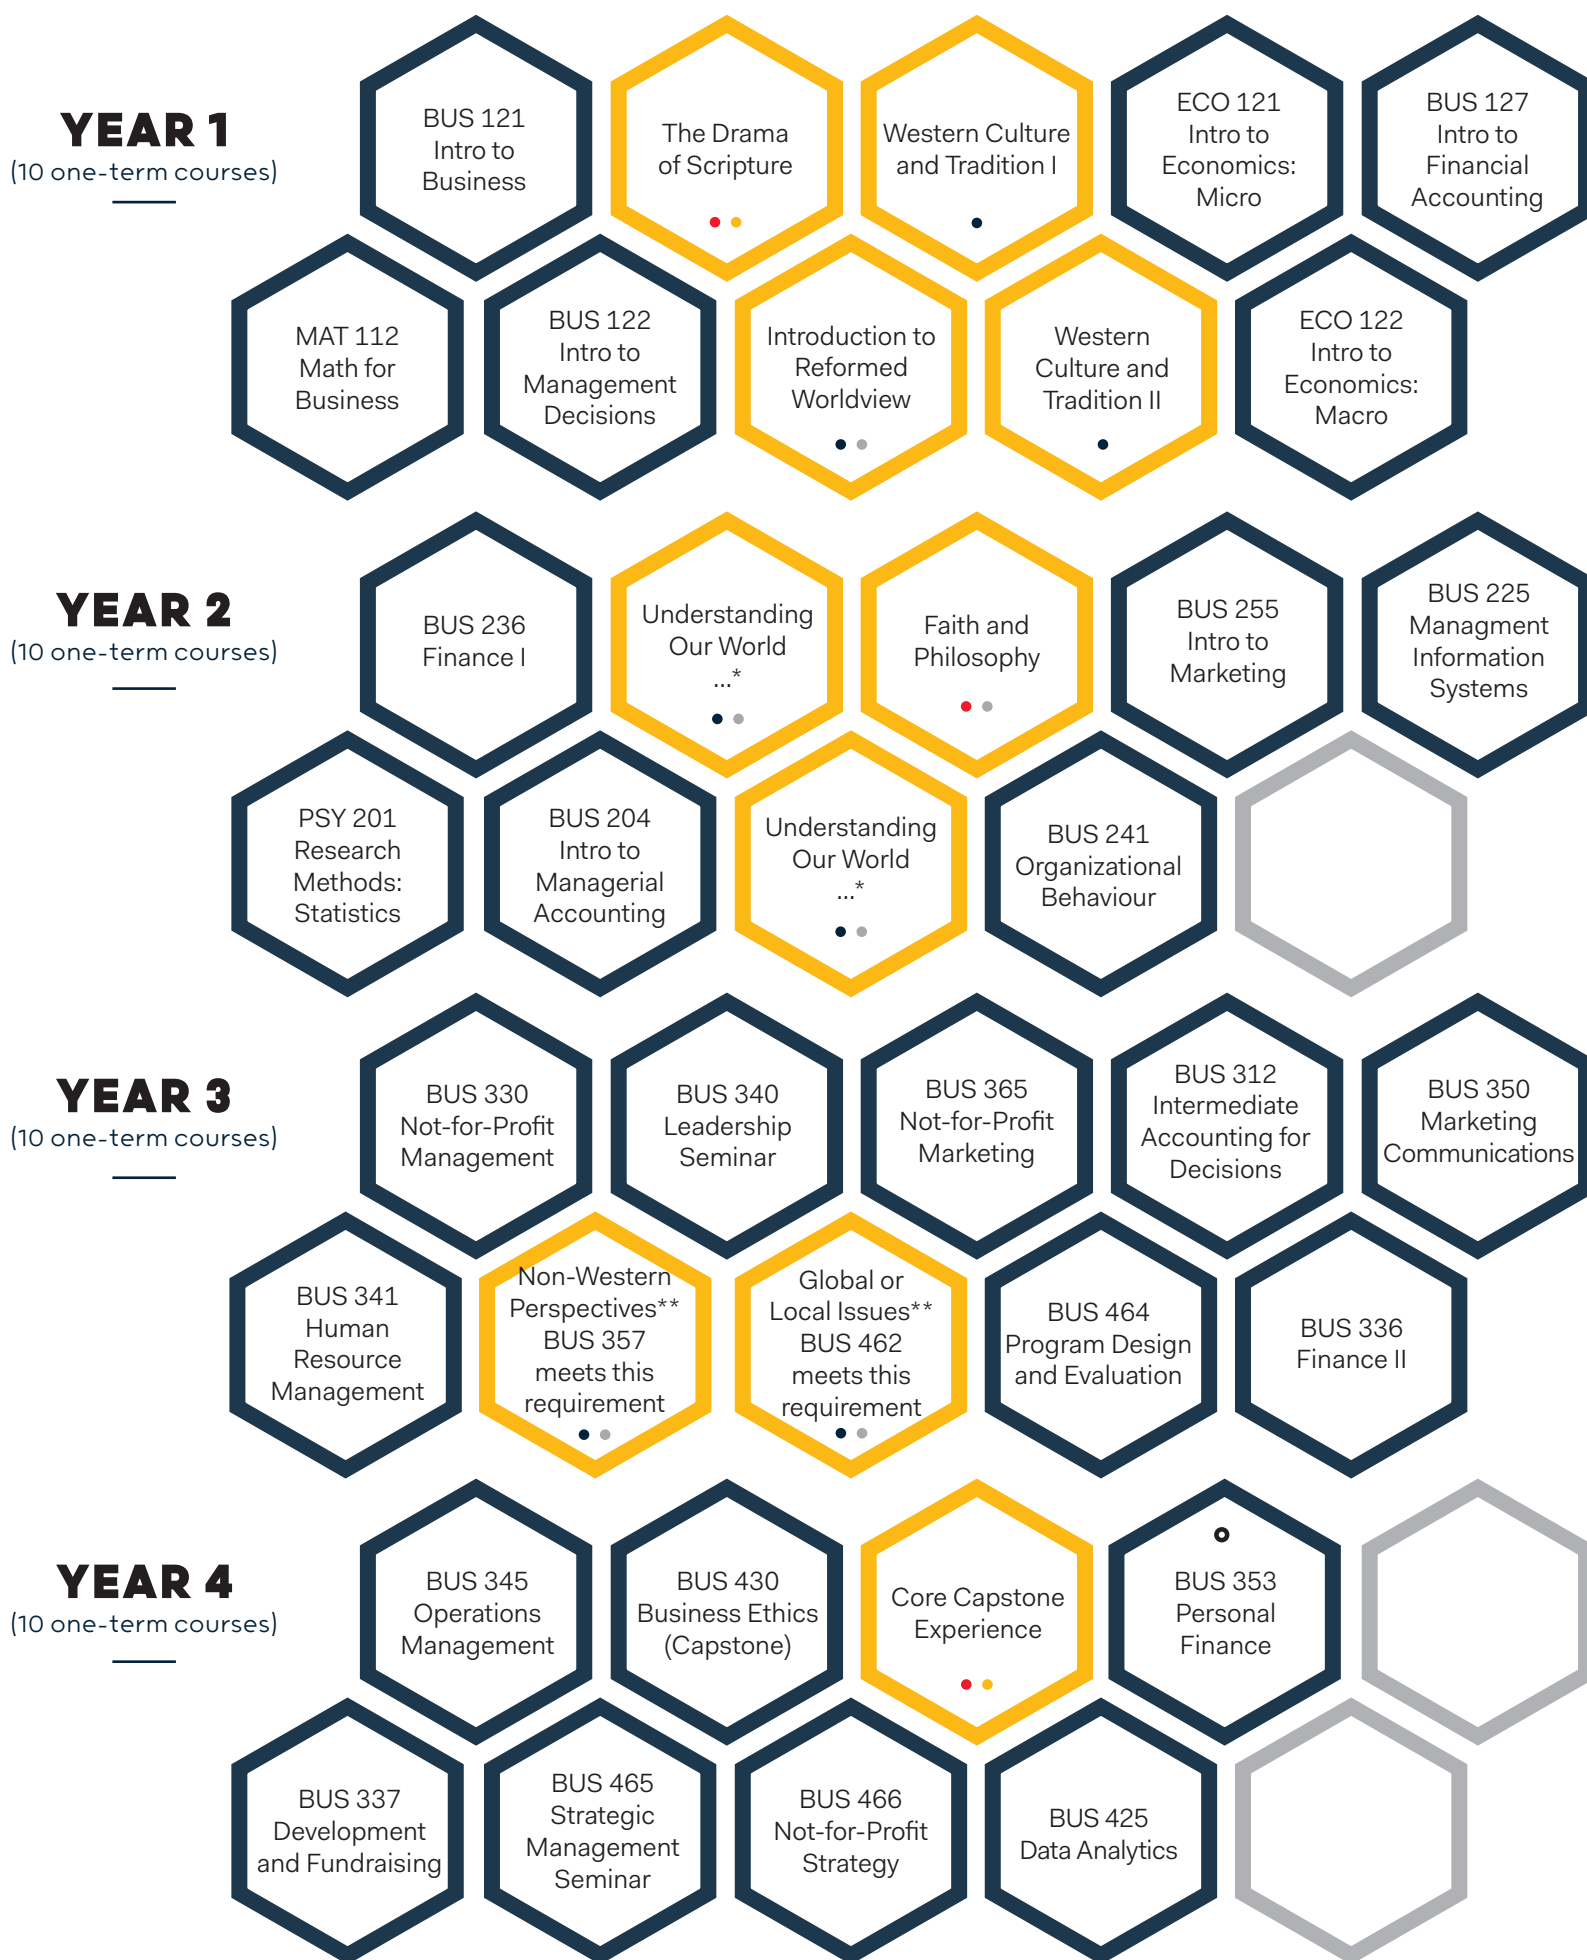 YEAR 1
(10 one-term courses)
BUS 121
Intro to
Business
The Drama
of Scripture
Western Culture
and Tradition I
ECO 121
Intro to
Economics:
Micro
BUS 127
Intro to
Financial
Accounting
MAT 112
Math for
Business
BUS 122
Intro to
Management
Decisions
Introduction to
Reformed
Worldview
Western
Culture and
Tradition II
ECO 122
Intro to
Economics:
Macro
YEAR 2
(10 one-term courses)
BUS 236
Finance I
Understanding
Our World
...*
Faith and
Philosophy
BUS 255
Intro to
Marketing
BUS 225
Managment
Information
Systems
PSY 201
Research
Methods:
Statistics
BUS 204
Intro to
Managerial
Accounting
Understanding
Our World
...*
BUS 241
Organizational
Behaviour
YEAR 3
(10 one-term courses)
BUS 330
Not-for-Profit
Management
BUS 340
Leadership
Seminar
BUS 365
Not-for-Profit
Marketing
BUS 312
Intermediate
Accounting for
Decisions
BUS 350
Marketing
Communications
BUS 341
Human
Resource
Management
Non-Western
Perspectives**
BUS 357
meets this
requirement
Global or
Local Issues**
BUS 462
meets this
requirement
BUS 464
Program Design
and Evaluation
BUS 336
Finance II
YEAR 4
(10 one-term courses)
BUS 345
Operations
Management
BUS 430
Business Ethics
(Capstone)
Core Capstone
Experience
BUS 353
Personal
Finance
BUS 337
Development
and Fundraising
BUS 465
Strategic
Management
Seminar
BUS 466
Not-for-Profit
Strategy
BUS 425
Data Analytics